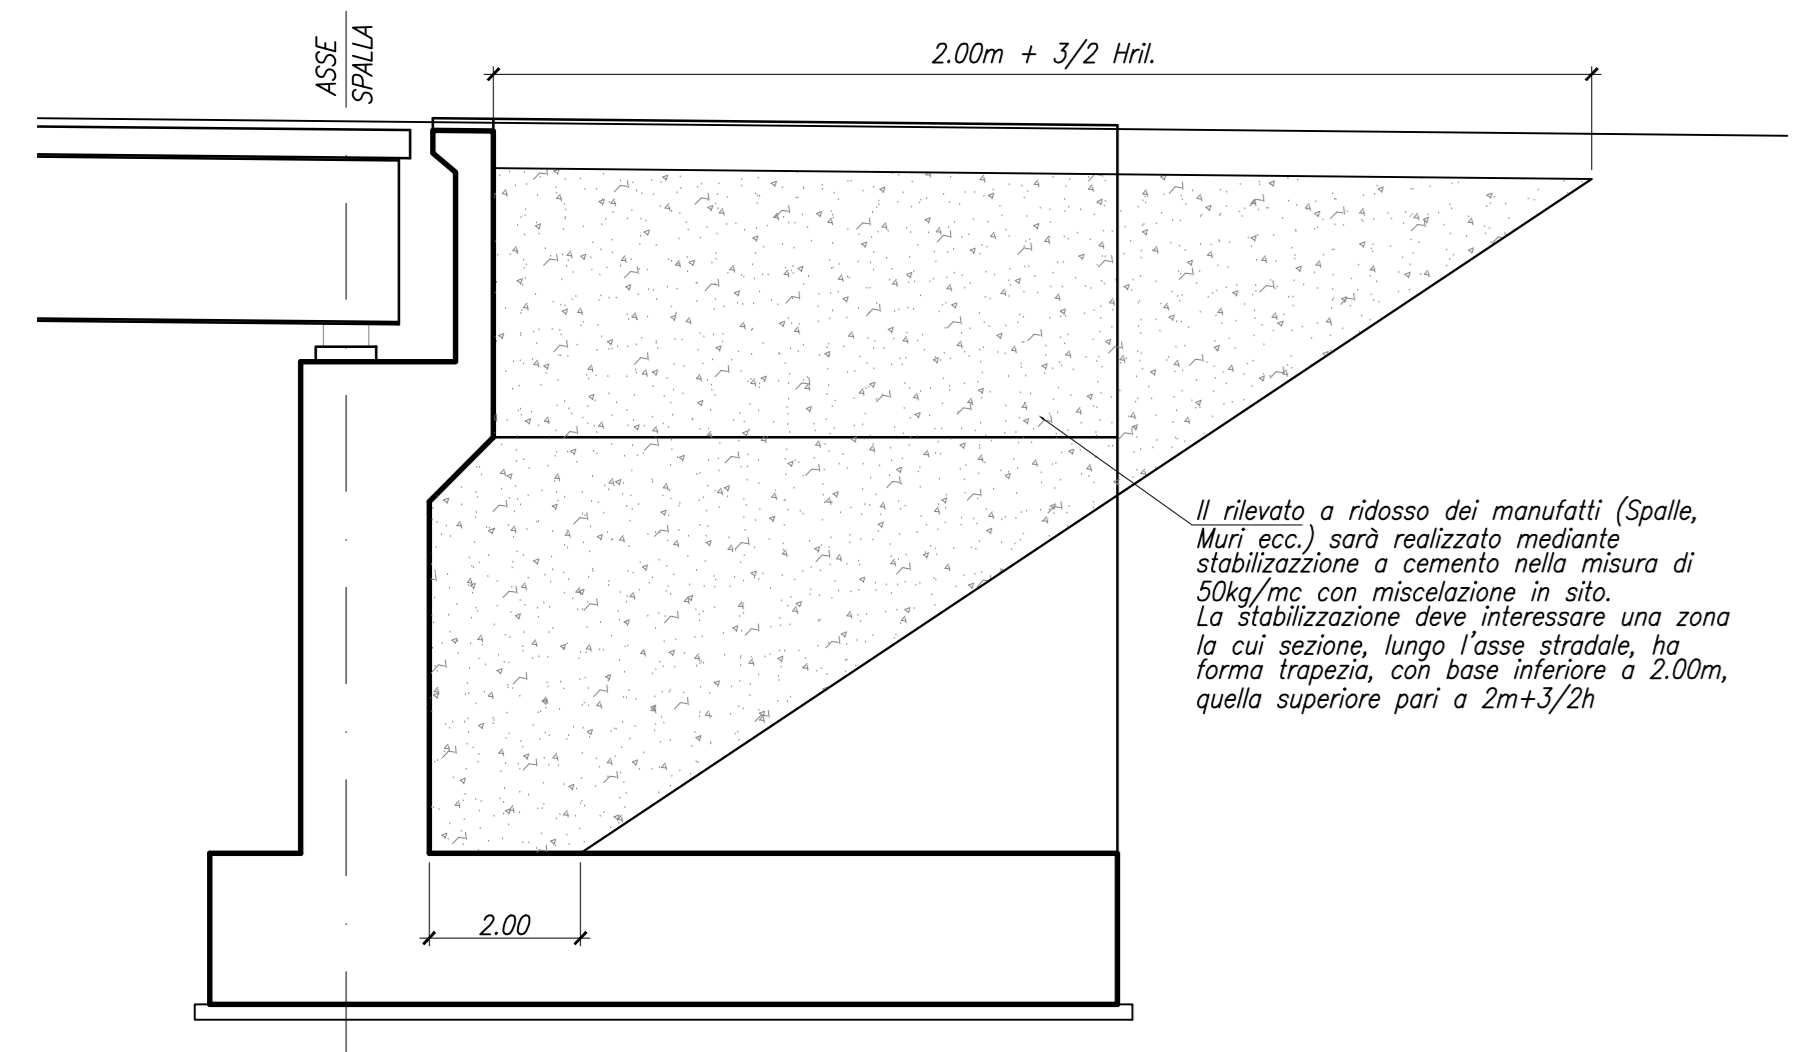 ASSE
SPALLA
2.00m + 3/2 Hril.
Il rilevato a ridosso dei manufatti (Spalle,
Muri ecc.) sarà realizzato mediante
stabilizazzione a cemento nella misura di
50kg/mc con miscelazione in sito.
La stabilizzazione deve interessare una zona
la cui sezione, lungo l'asse stradale, ha
forma trapezia, con base inferiore a 2.00m,
quella superiore pari a 2m+3/2h
2.00